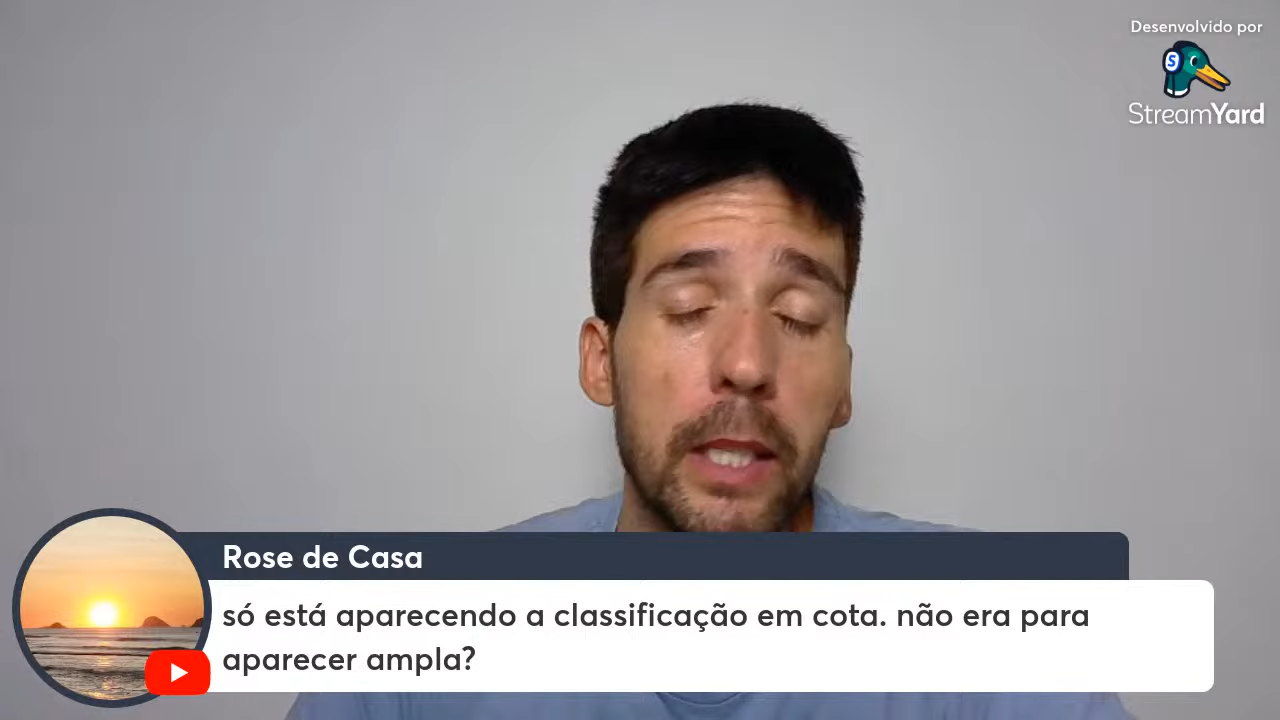 Desenvolvido por
StreamYard
Rose de Casa
só está aparecendo a classificação em cota. não era para
aparecer ampla?